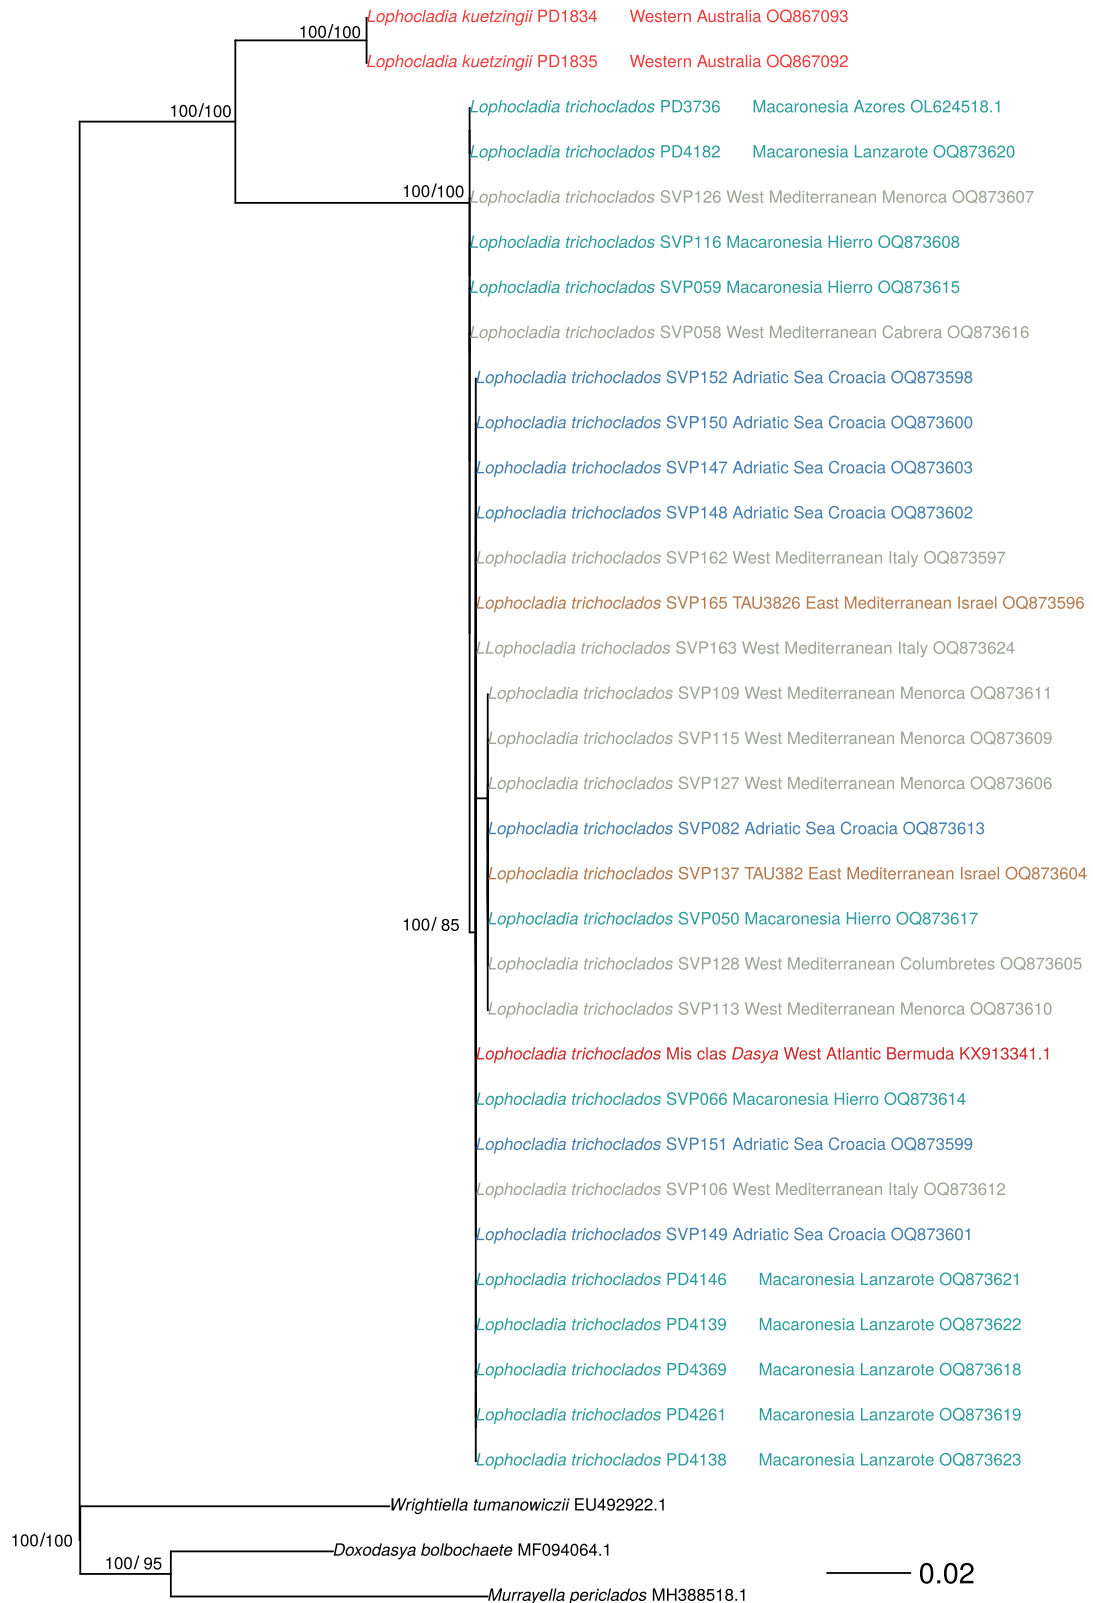 Lophocladia kuetzingii PD1834 Western Australia OQ867093
100/100
Lophocladia kuetzingii PD1835 Western Australia OQ867092
Lophocladia trichoclados PD3736 Macaronesia Azores OL624518.1
100/100
Lophocladia trichoclados PD4182 Macaronesia Lanzarote OQ873620
100/100
Lophocladia trichoclados SVP126 West Mediterranean Menorca OQ873607
Lophocladia trichoclados SVP116 Macaronesia Hierro OQ873608
Lophocladia trichoclados SVP059 Macaronesia Hierro OQ873615
Lophocladia trichoclados SVP058 West Mediterranean Cabrera OQ873616
Lophocladia trichoclados SVP152 Adriatic Sea Croacia OQ873598
Lophocladia trichoclados SVP150 Adriatic Sea Croacia OQ873600
Lophocladia trichoclados SVP147 Adriatic Sea Croacia OQ873603
Lophocladia trichoclados SVP148 Adriatic Sea Croacia OQ873602
Lophocladia trichoclados SVP162 West Mediterranean Italy OQ873597
Lophocladia trichoclados SVP165 TAU3826 East Mediterranean Israel OQ873596
LLophocladia trichoclados SVP163 West Mediterranean Italy OQ873624
Lophocladia trichoclados SVP109 West Mediterranean Menorca OQ873611
Lophocladia trichoclados SVP115 West Mediterranean Menorca OQ873609
Lophocladia trichoclados SVP127 West Mediterranean Menorca OQ873606
Lophocladia trichoclados SVP082 Adriatic Sea Croacia OQ873613
Lophocladia trichoclados SVP137 TAU382 East Mediterranean Israel OQ873604
Lophocladia trichoclados SVP050 Macaronesia Hierro OQ873617
100/ 85
Lophocladia trichoclados SVP128 West Mediterranean Columbretes OQ873605
Lophocladia trichoclados SVP113 West Mediterranean Menorca OQ873610
Lophocladia trichoclados Mis clas Dasya West Atlantic Bermuda KX913341.1
Lophocladia trichoclados SVP066 Macaronesia Hierro OQ873614
Lophocladia trichoclados SVP151 Adriatic Sea Croacia OQ873599
Lophocladia trichoclados SVP106 West Mediterranean Italy OQ873612
Lophocladia trichoclados SVP149 Adriatic Sea Croacia OQ873601
Lophocladia trichoclados PD4146 Macaronesia Lanzarote OQ873621
Lophocladia trichoclados PD4139 Macaronesia Lanzarote OQ873622
Lophocladia trichoclados PD4369 Macaronesia Lanzarote OQ873618
Lophocladia trichoclados PD4261 Macaronesia Lanzarote OQ873619
Lophocladia trichoclados PD4138 Macaronesia Lanzarote OQ873623
Wrightiella tumanowiczii EU492922.1
100/100
Doxodasya bolbochaete MF094064.1
100/ 95
0.02
Murrayella periclados MH388518.1